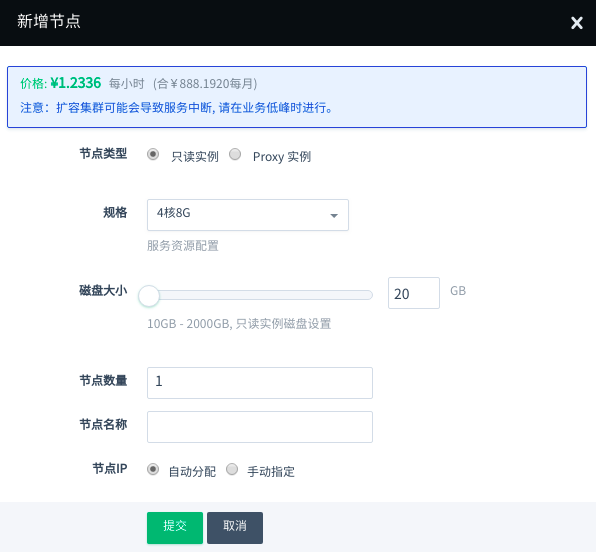 新增节点
价格: ¥1.2336 每小时 (合￥888.1920每月)
注意：扩容集群可能会导致服务中断, 请在业务低峰时进行。
节点类型 只读实例 Proxy 实例
规格 4核8G
服务资源配置
磁盘大小 20 GB
10GB - 2000GB, 只读实例磁盘设置
节点数量 1
节点名称
节点IP 自动分配 手动指定
提交 取消